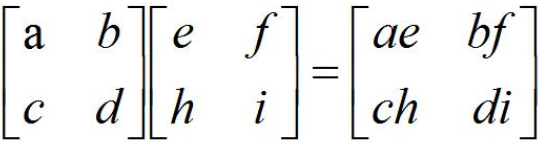 [a b] [e f] = [ae bf]
[c d] [h i] [ch di]